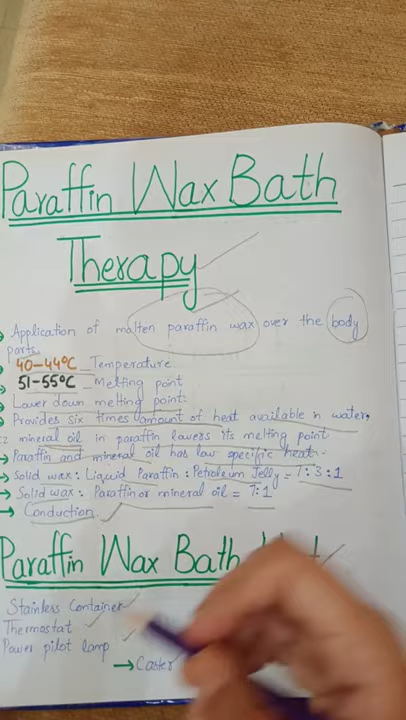 Paraffin Wax Bath
Therapy
→ Application of molten paraffin wax over the body
parts.
→ 40-44°C Temperature
→ 51-55°C Melting point
→ Lower down melting point.
→ Provides six times amount of heat available n water,
mineral oil in paraffin lowers its melting point
→ Paraffin and mineral oil has low specific heat.
→ Solid wax : Liquid Paraffin : Petroleum Jelly = 7:3:1
→ Solid wax : Paraffin or mineral oil = 7:1
→ Conduction
Paraffin Wax Bath
Stainless Container
Thermostat
Power pilot lamp
→ Caster